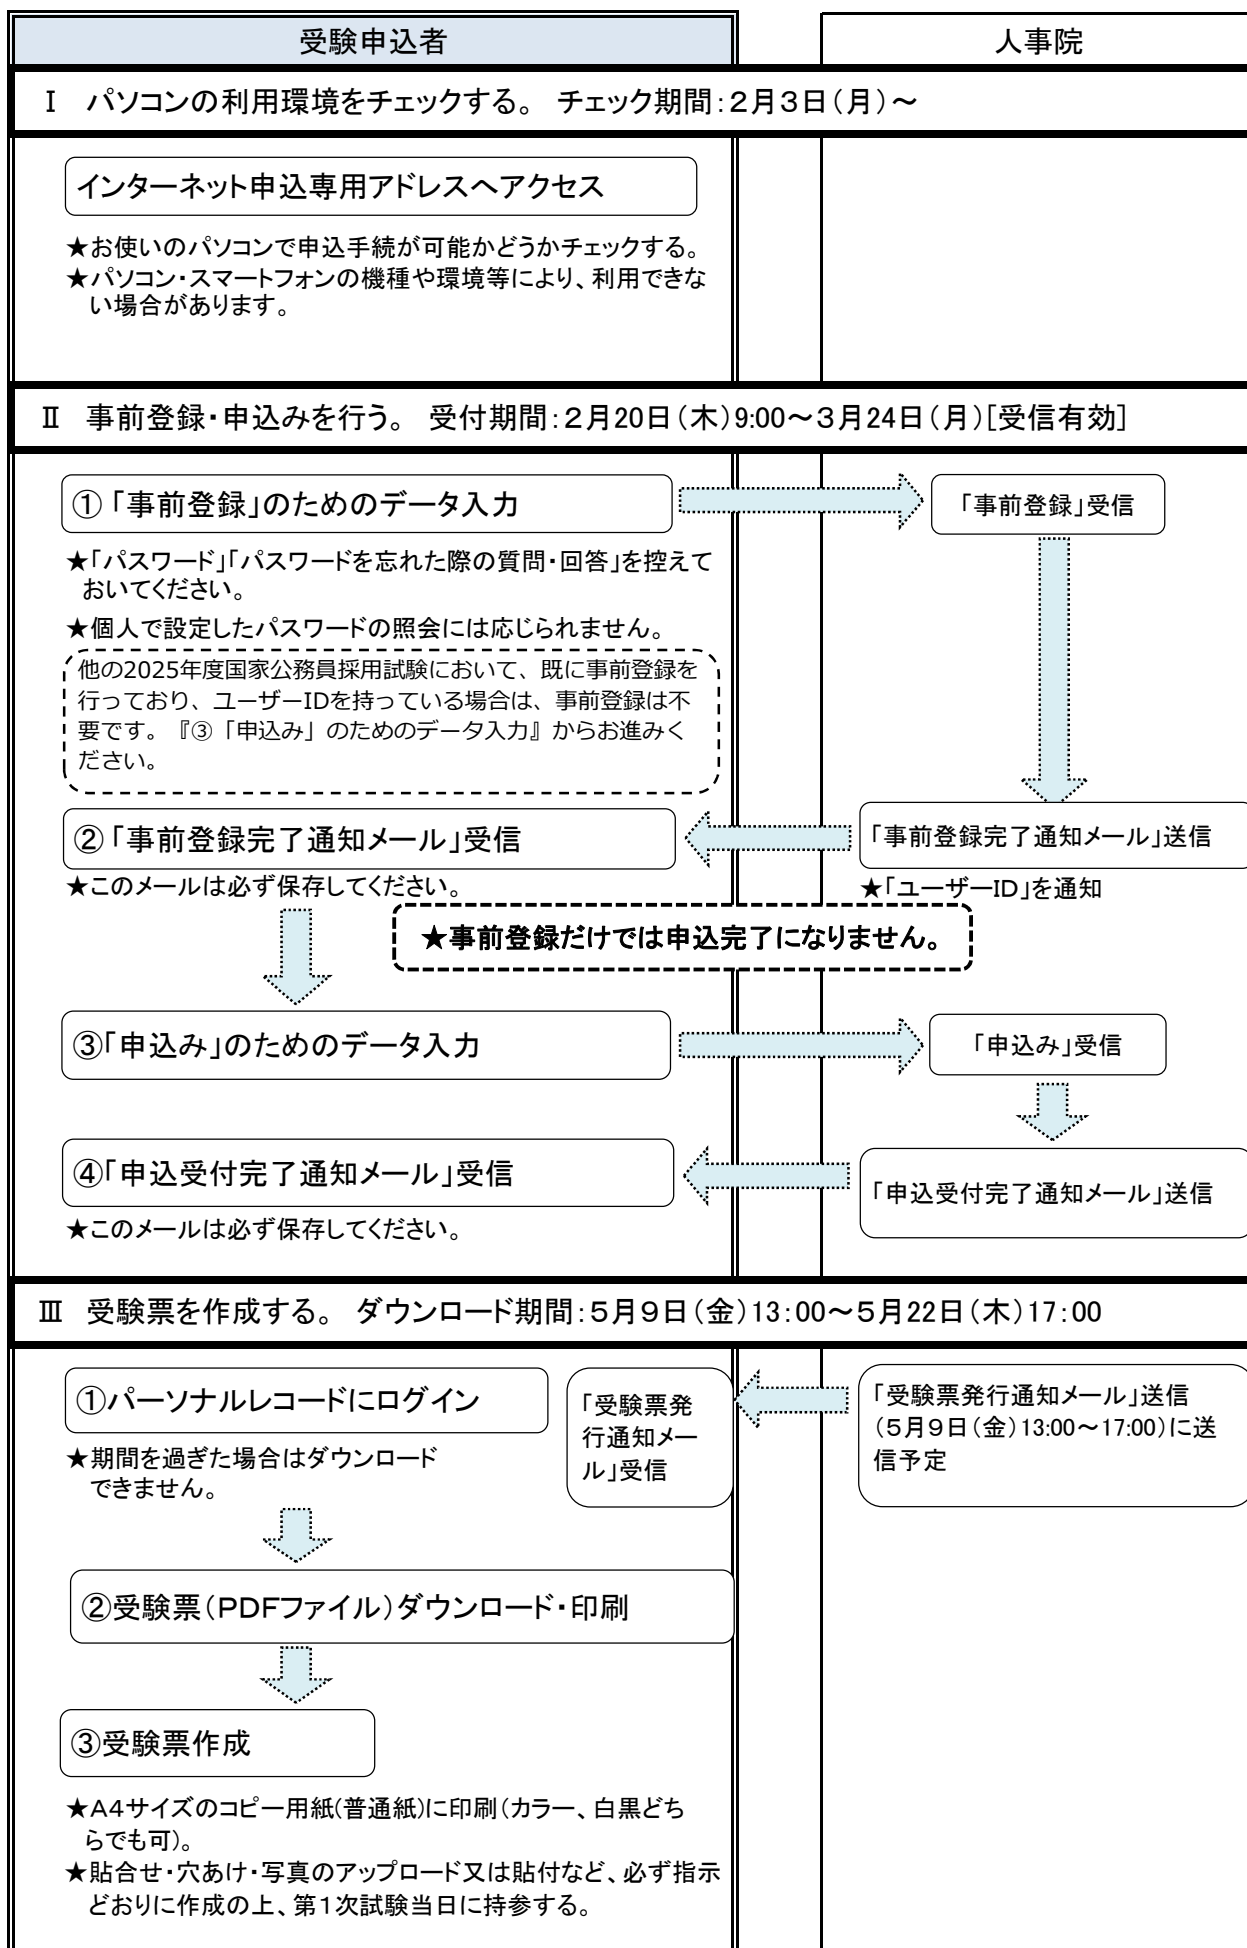 受験申込者
人事院
Ⅰ　パソコンの利用環境をチェックする。 チェック期間：２月３日（月）～
インターネット申込専用アドレスへアクセス
★お使いのパソコンで申込手続が可能かどうかチェックする。
★パソコン・スマートフォンの機種や環境等により、利用できな
い場合があります。
Ⅱ　事前登録・申込みを行う。 受付期間：２月20日（木）9:00～３月24日（月）[受信有効]
①「事前登録」のためのデータ入力
「事前登録」受信
★「パスワード」「パスワードを忘れた際の質問・回答」を控えて
おいてください。
★個人で設定したパスワードの照会には応じられません。
他の2025年度国家公務員採用試験において、既に事前登録を
行っており、ユーザーIDを持っている場合は、事前登録は不
要です。『③「申込み」のためのデータ入力』からお進みく
ださい。
②「事前登録完了通知メール」受信
「事前登録完了通知メール」送信
★このメールは必ず保存してください。
★「ユーザーID」を通知
★事前登録だけでは申込完了になりません。
③「申込み」のためのデータ入力
「申込み」受信
④「申込受付完了通知メール」受信
「申込受付完了通知メール」送信
★このメールは必ず保存してください。
Ⅲ　受験票を作成する。 ダウンロード期間：５月９日（金）13:00～５月22日（木）17:00
①パーソナルレコードにログイン
★期間を過ぎた場合はダウンロード
できません。
「受験票発
行通知メー
ル」受信
「受験票発行通知メール」送信
（５月９日（金）13:00～17:00）に送
信予定
②受験票（ＰＤＦファイル）ダウンロード・印刷
③受験票作成
★Ａ４サイズのコピー用紙(普通紙)に印刷（カラー、白黒どち
らでも可）。
★貼合せ・穴あけ・写真のアップロード又は貼付など、必ず指示
どおりに作成の上、第１次試験当日に持参する。